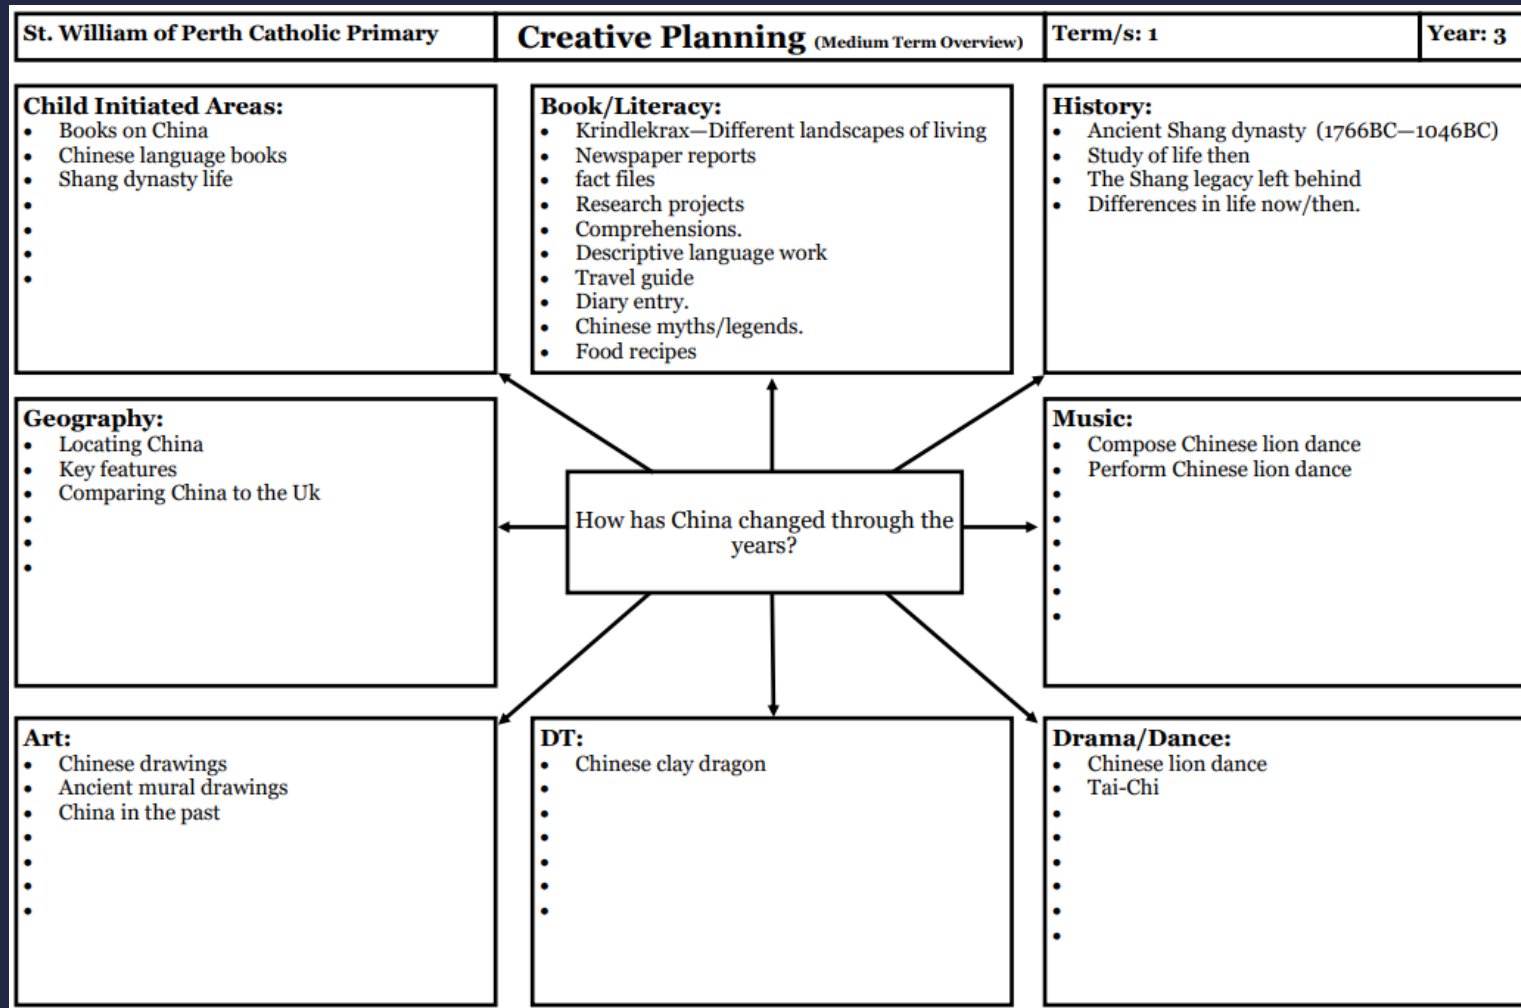 St. William of Perth Catholic Primary
Creative Planning (Medium Term Overview)
Term/s: 1
Year: 3
Child Initiated Areas:
• Books on China
• Chinese language books
• Shang dynasty life
•
•
•
•
Book/Literacy:
• Krindlekrax—Different landscapes of living
• Newspaper reports
• fact files
• Research projects
• Comprehensions.
• Descriptive language work
• Travel guide
• Diary entry.
• Chinese myths/legends.
• Food recipes
History:
• Ancient Shang dynasty (1766BC—1046BC)
• Study of life then
• The Shang legacy left behind
• Differences in life now/then.
Geography:
• Locating China
• Key features
• Comparing China to the Uk
•
•
•
How has China changed through the
years?
Music:
• Compose Chinese lion dance
• Perform Chinese lion dance
•
•
•
•
•
•
Art:
• Chinese drawings
• Ancient mural drawings
• China in the past
•
•
•
•
DT:
• Chinese clay dragon
•
•
•
•
•
•
Drama/Dance:
• Chinese lion dance
• Tai-Chi
•
•
•
•
•
•